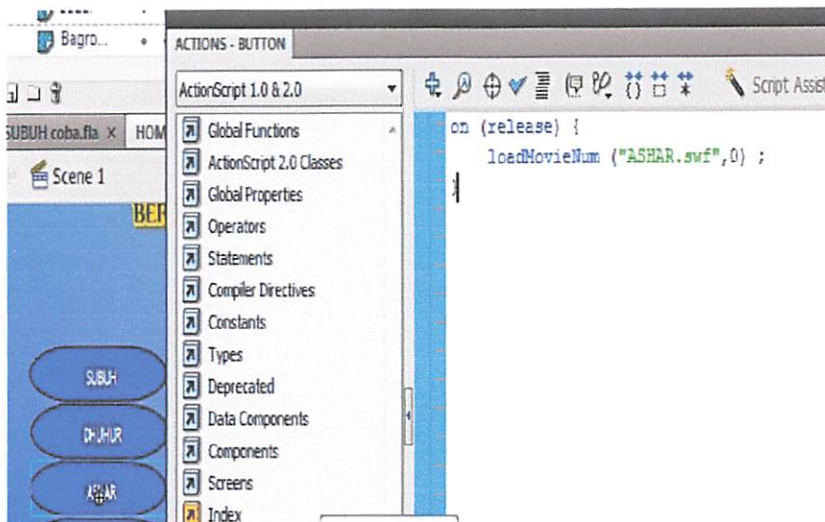 Bagro...
ACTIONS - BUTTON
ActionScript 1.0 & 2.0
Script Assist
SUBUH coba.fla ×
HOM
Scene 1
BER
Global Functions
ActionScript 2.0 Classes
Global Properties
Operators
Statements
Compiler Directives
Constants
Types
Deprecated
Data Components
Components
Screens
Index
on (release) {
loadMovieNum ("ASHAR.swf",0) ;
}
SUBUH
DHUHUR
ASHAR